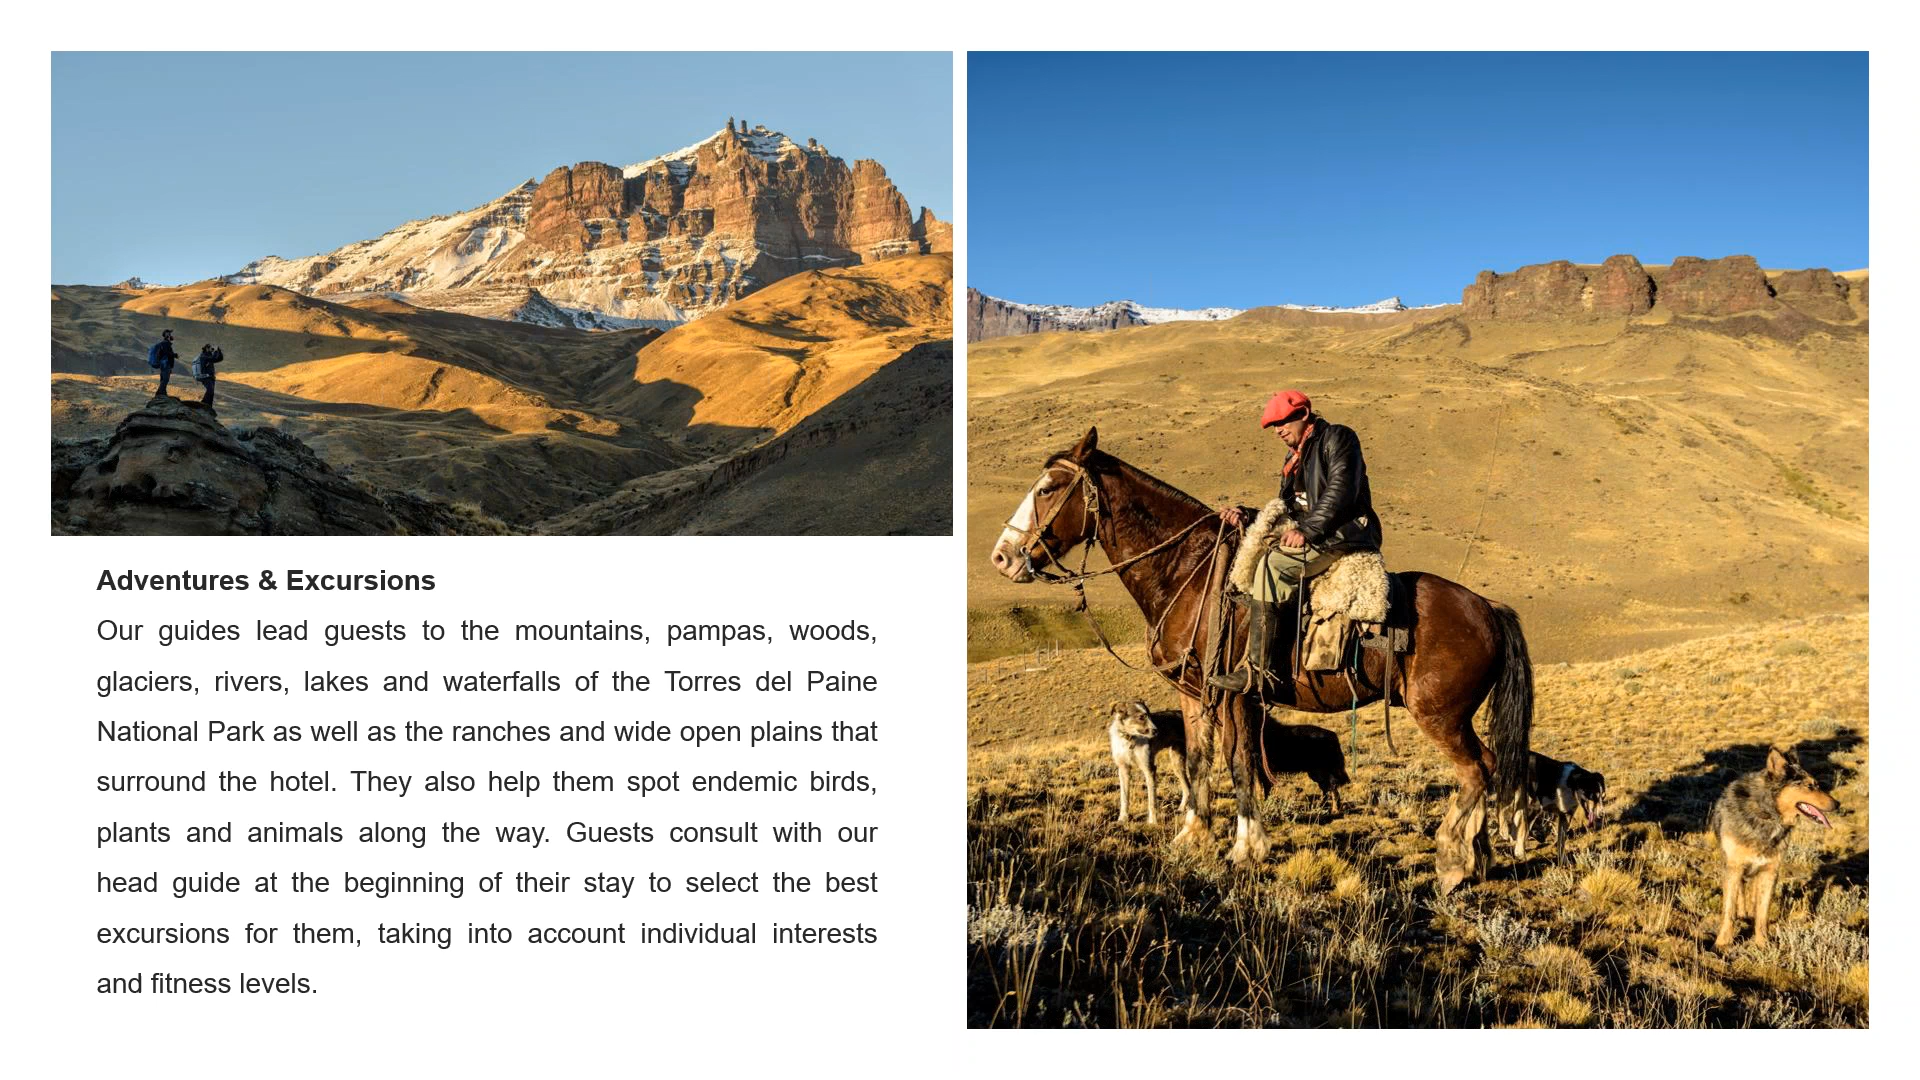 Adventures & Excursions
Our guides lead guests to the mountains, pampas, woods,
glaciers, rivers, lakes and waterfalls of the Torres del Paine
National Park as well as the ranches and wide open plains that
surround the hotel. They also help them spot endemic birds,
plants and animals along the way. Guests consult with our
head guide at the beginning of their stay to select the best
excursions for them, taking into account individual interests
and fitness levels.